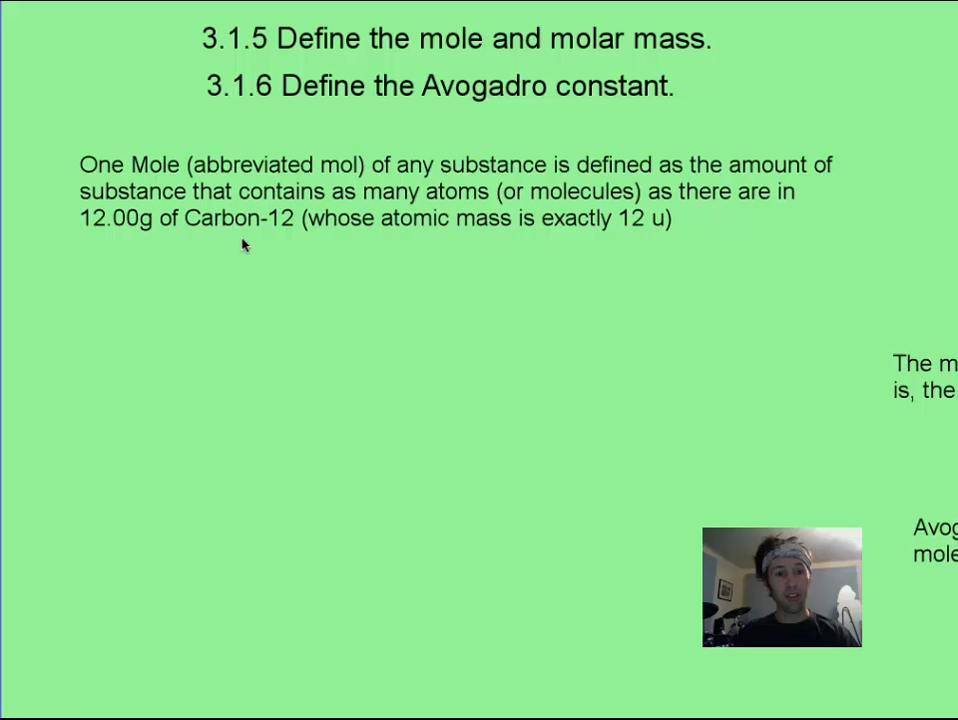 3.1.5 Define the mole and molar mass.
3.1.6 Define the Avogadro constant.
One Mole (abbreviated mol) of any substance is defined as the amount of
substance that contains as many atoms (or molecules) as there are in
12.00g of Carbon-12 (whose atomic mass is exactly 12 u)
The m
is, the
Avog
mole